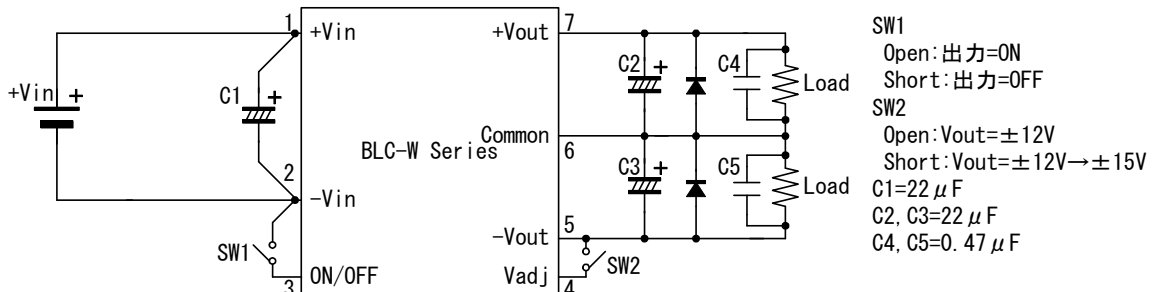 1
+Vin
+Vout
7
SW1
Open:出力=ON
Short:出力=OFF
SW2
Open:Vout=±12V
Short:Vout=±12V→±15V
C1=22μF
C2,C3=22μF
C4,C5=0.47μF
+Vin
+
C1
+
C2
+
C4
Load
BLC-W Series
Common
6
2
-Vin
C3
+
C5
Load
-Vout
5
SW1
SW2
3
ON/OFF
Vadj
4